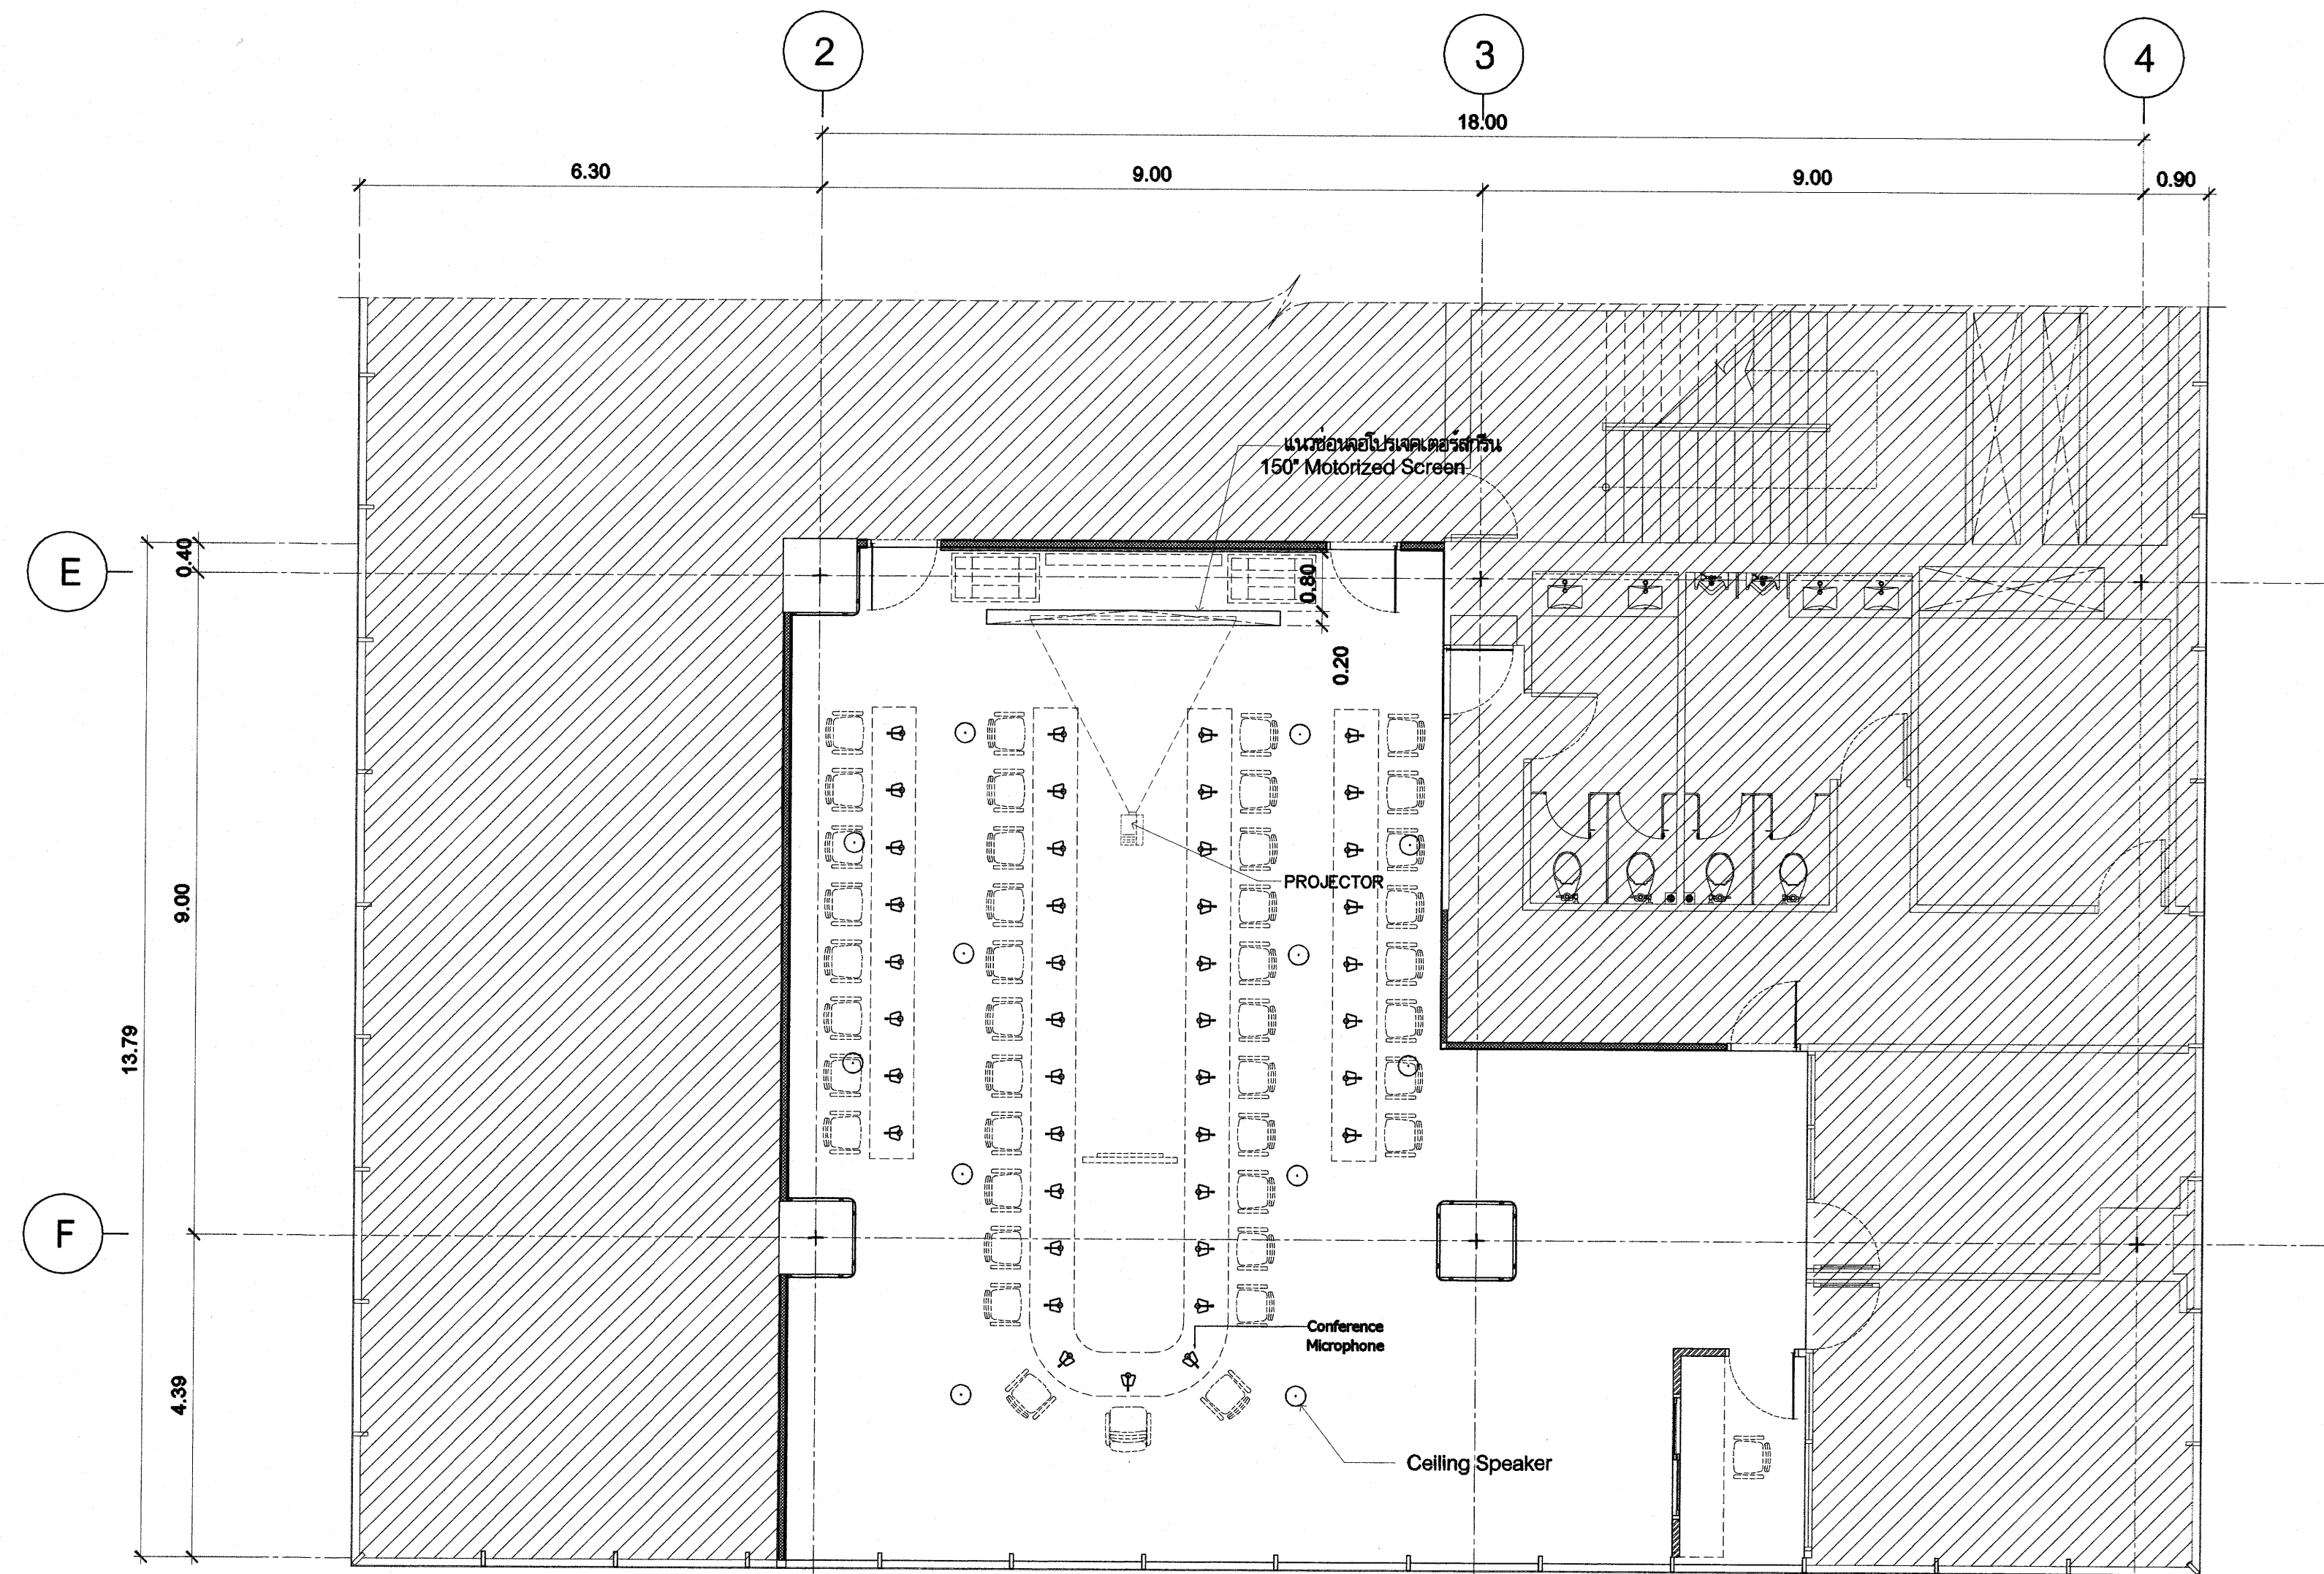 2
3
4
18.00
6.30
9.00
9.00
0.90
แนวซ่อนจอโปรเจคเตอร์สกรีน
150" Motorized Screen
E
0.40
0.80
0.20
PROJECTOR
9.00
13.79
F
Conference
Microphone
4.39
Ceiling Speaker